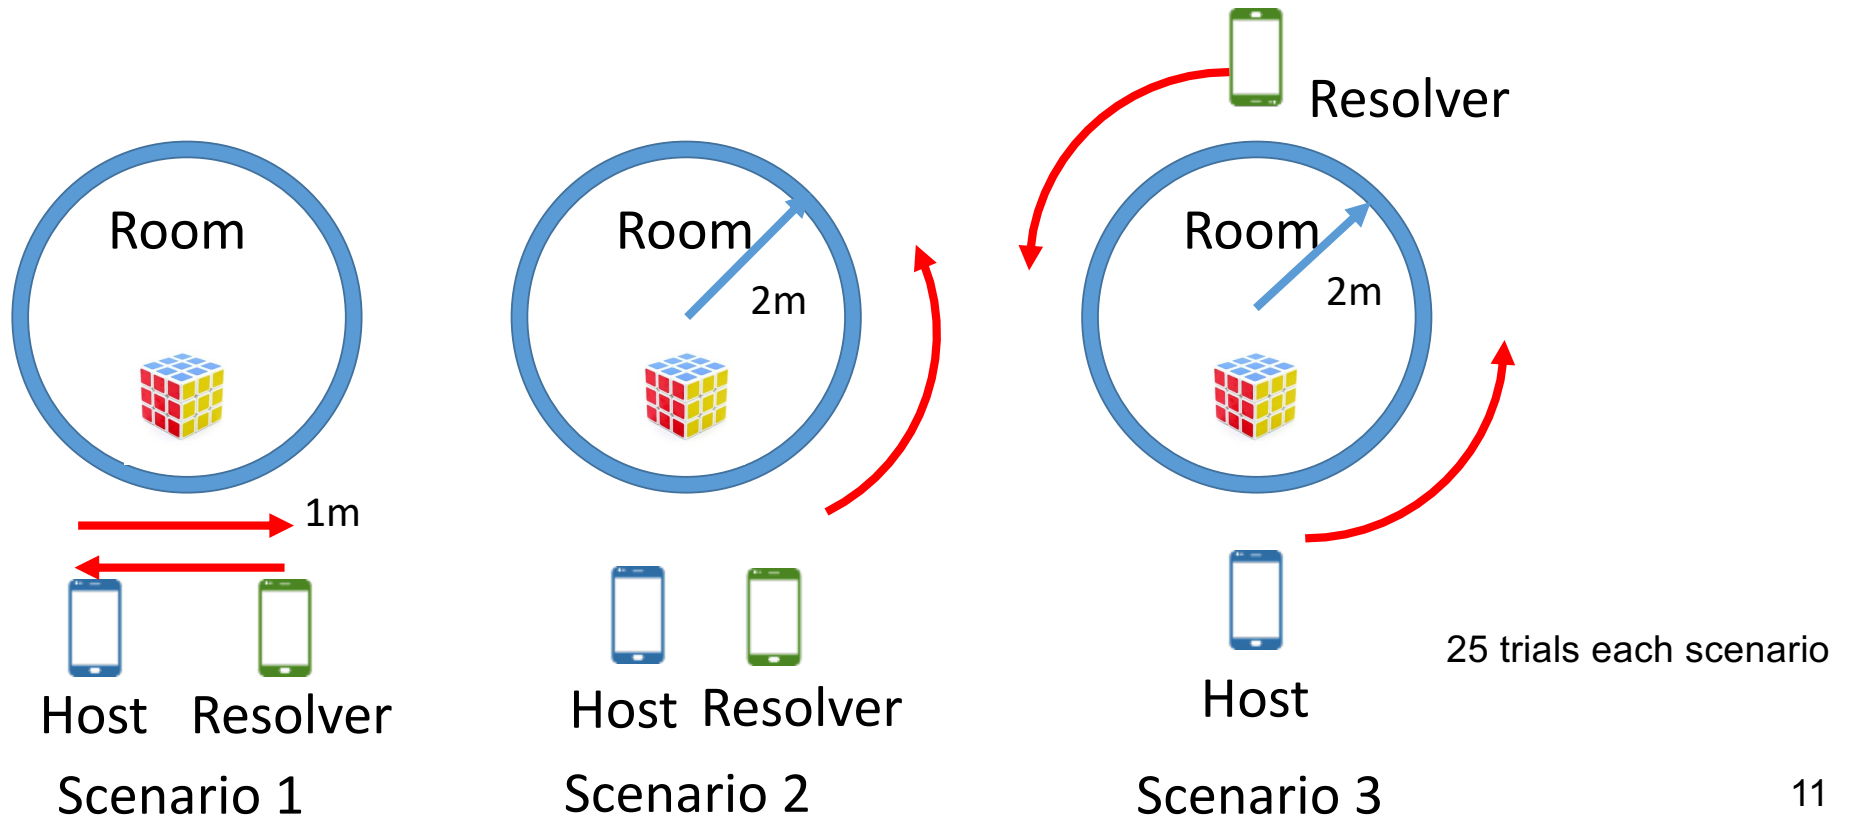 Room
1m
Host
Resolver
Scenario 1
Room
2m
Host
Resolver
Scenario 2
Resolver
Room
2m
Host
Scenario 3
25 trials each scenario
11